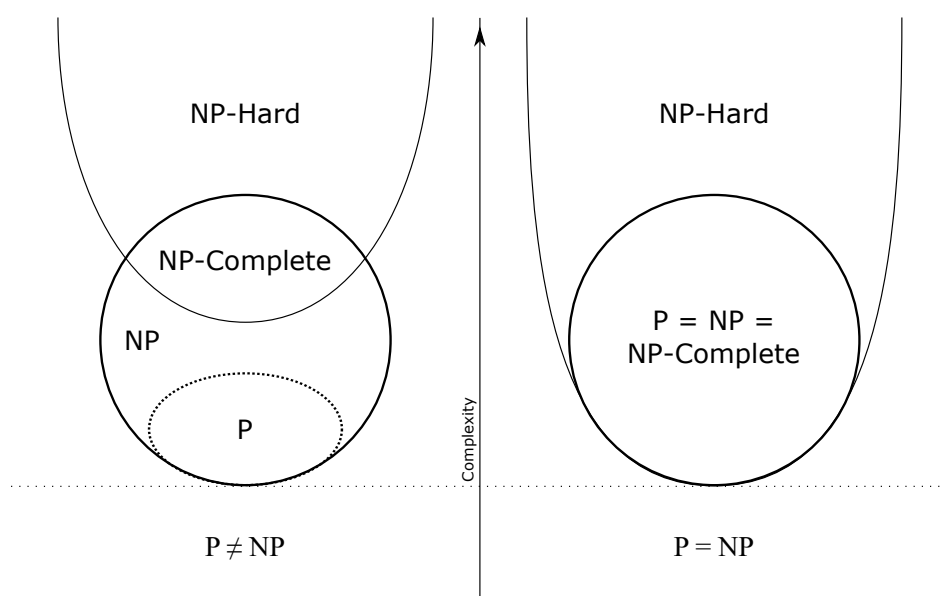 NP-Hard
NP-Complete
NP
P
P ≠ NP
Complexity
NP-Hard
P = NP =
NP-Complete
P = NP